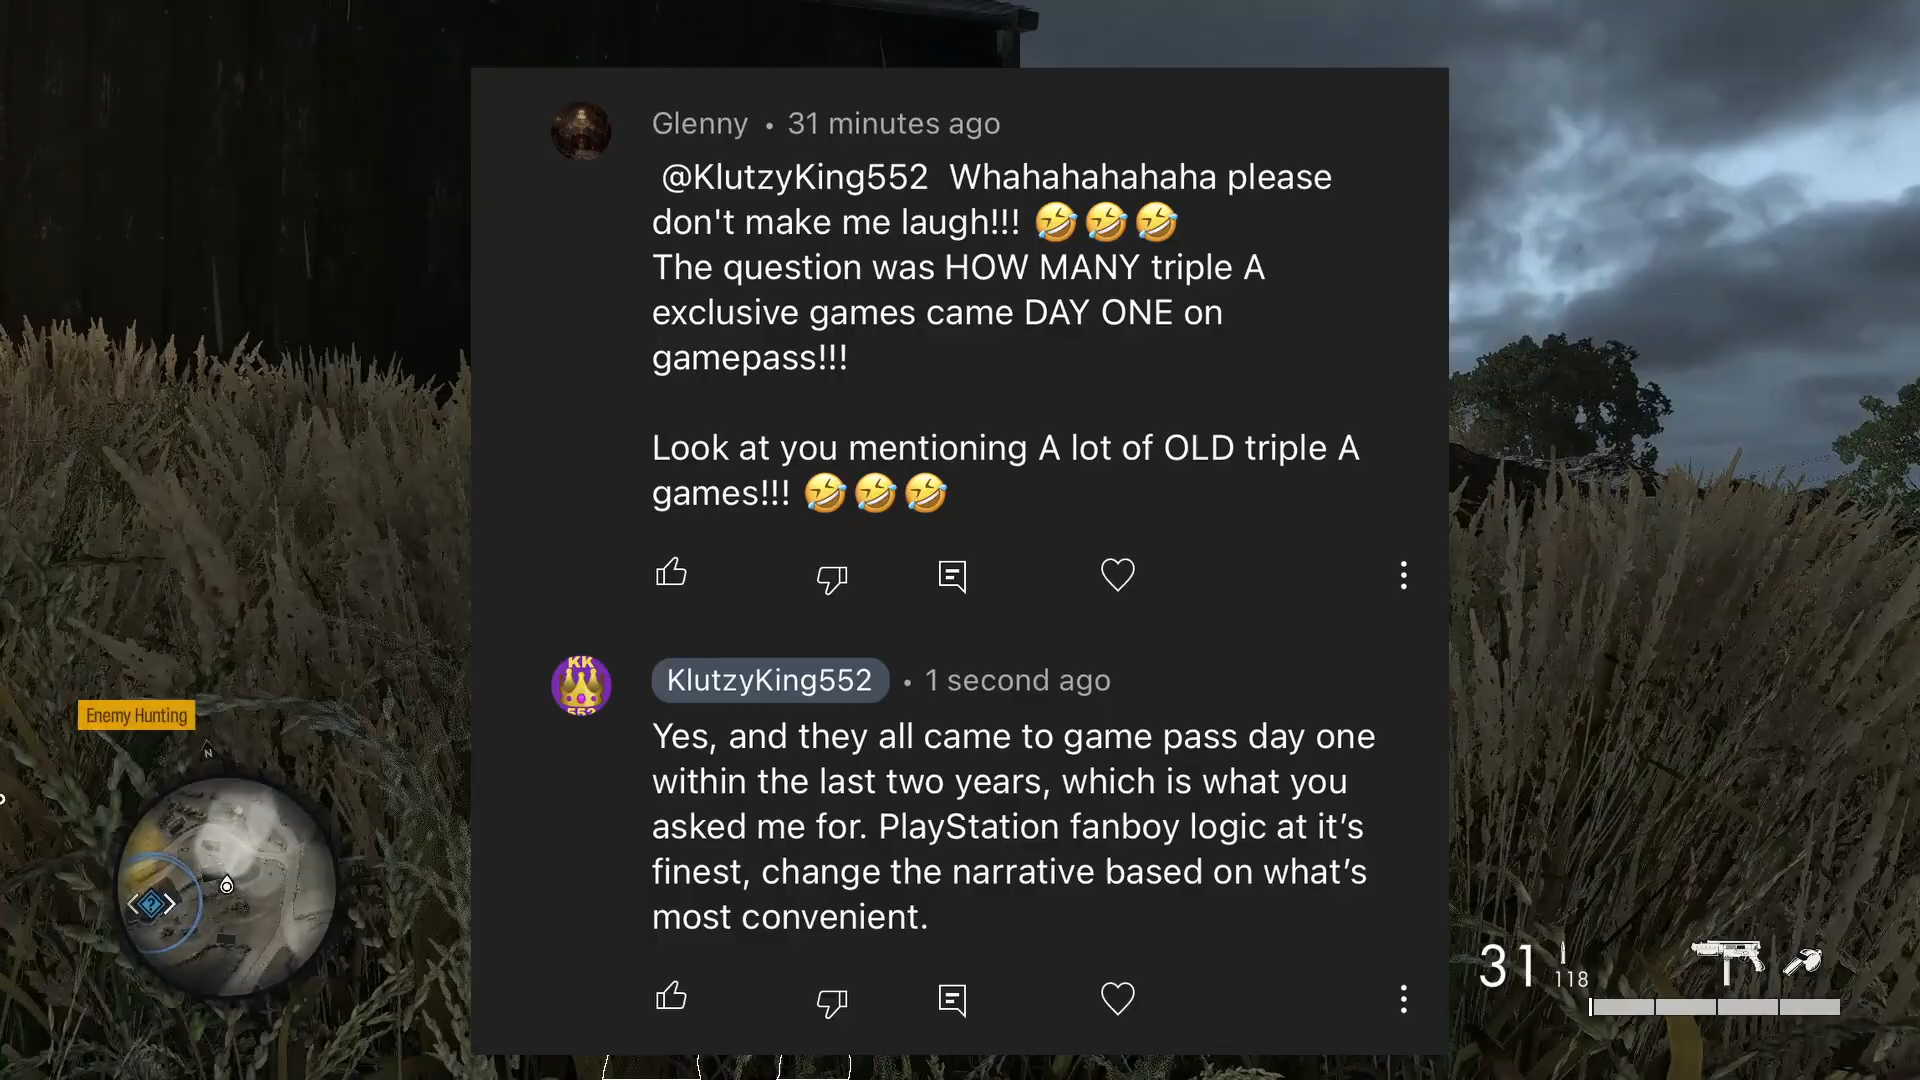 Glenny • 31 minutes ago
@KlutzyKing552 Whahahahahaha please
don't make me laugh!!! 🤣🤣🤣
The question was HOW MANY triple A
exclusive games came DAY ONE on
gamepass!!!
Look at you mentioning A lot of OLD triple A
games!!! 🤣🤣🤣
KK
552
KlutzyKing552 • 1 second ago
Yes, and they all came to game pass day one
within the last two years, which is what you
asked me for. PlayStation fanboy logic at it’s
finest, change the narrative based on what’s
most convenient.
Enemy Hunting
N
?
31
118